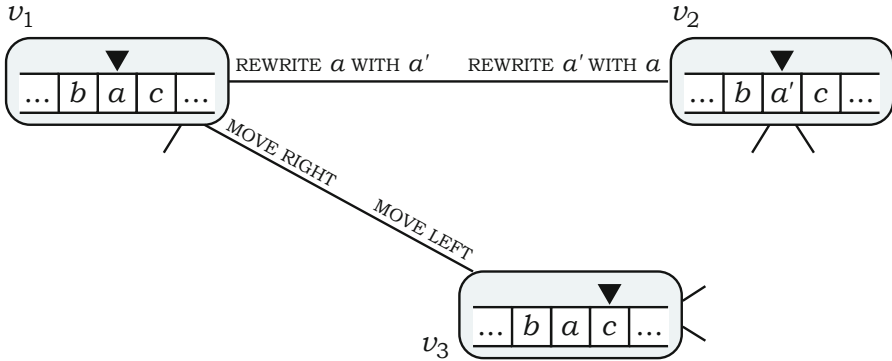 v₁
v₂
REWRITE a WITH a′
REWRITE a′ WITH a
... b a c ...
... b a′ c ...
MOVE RIGHT
MOVE LEFT
... b a c ...
v₃